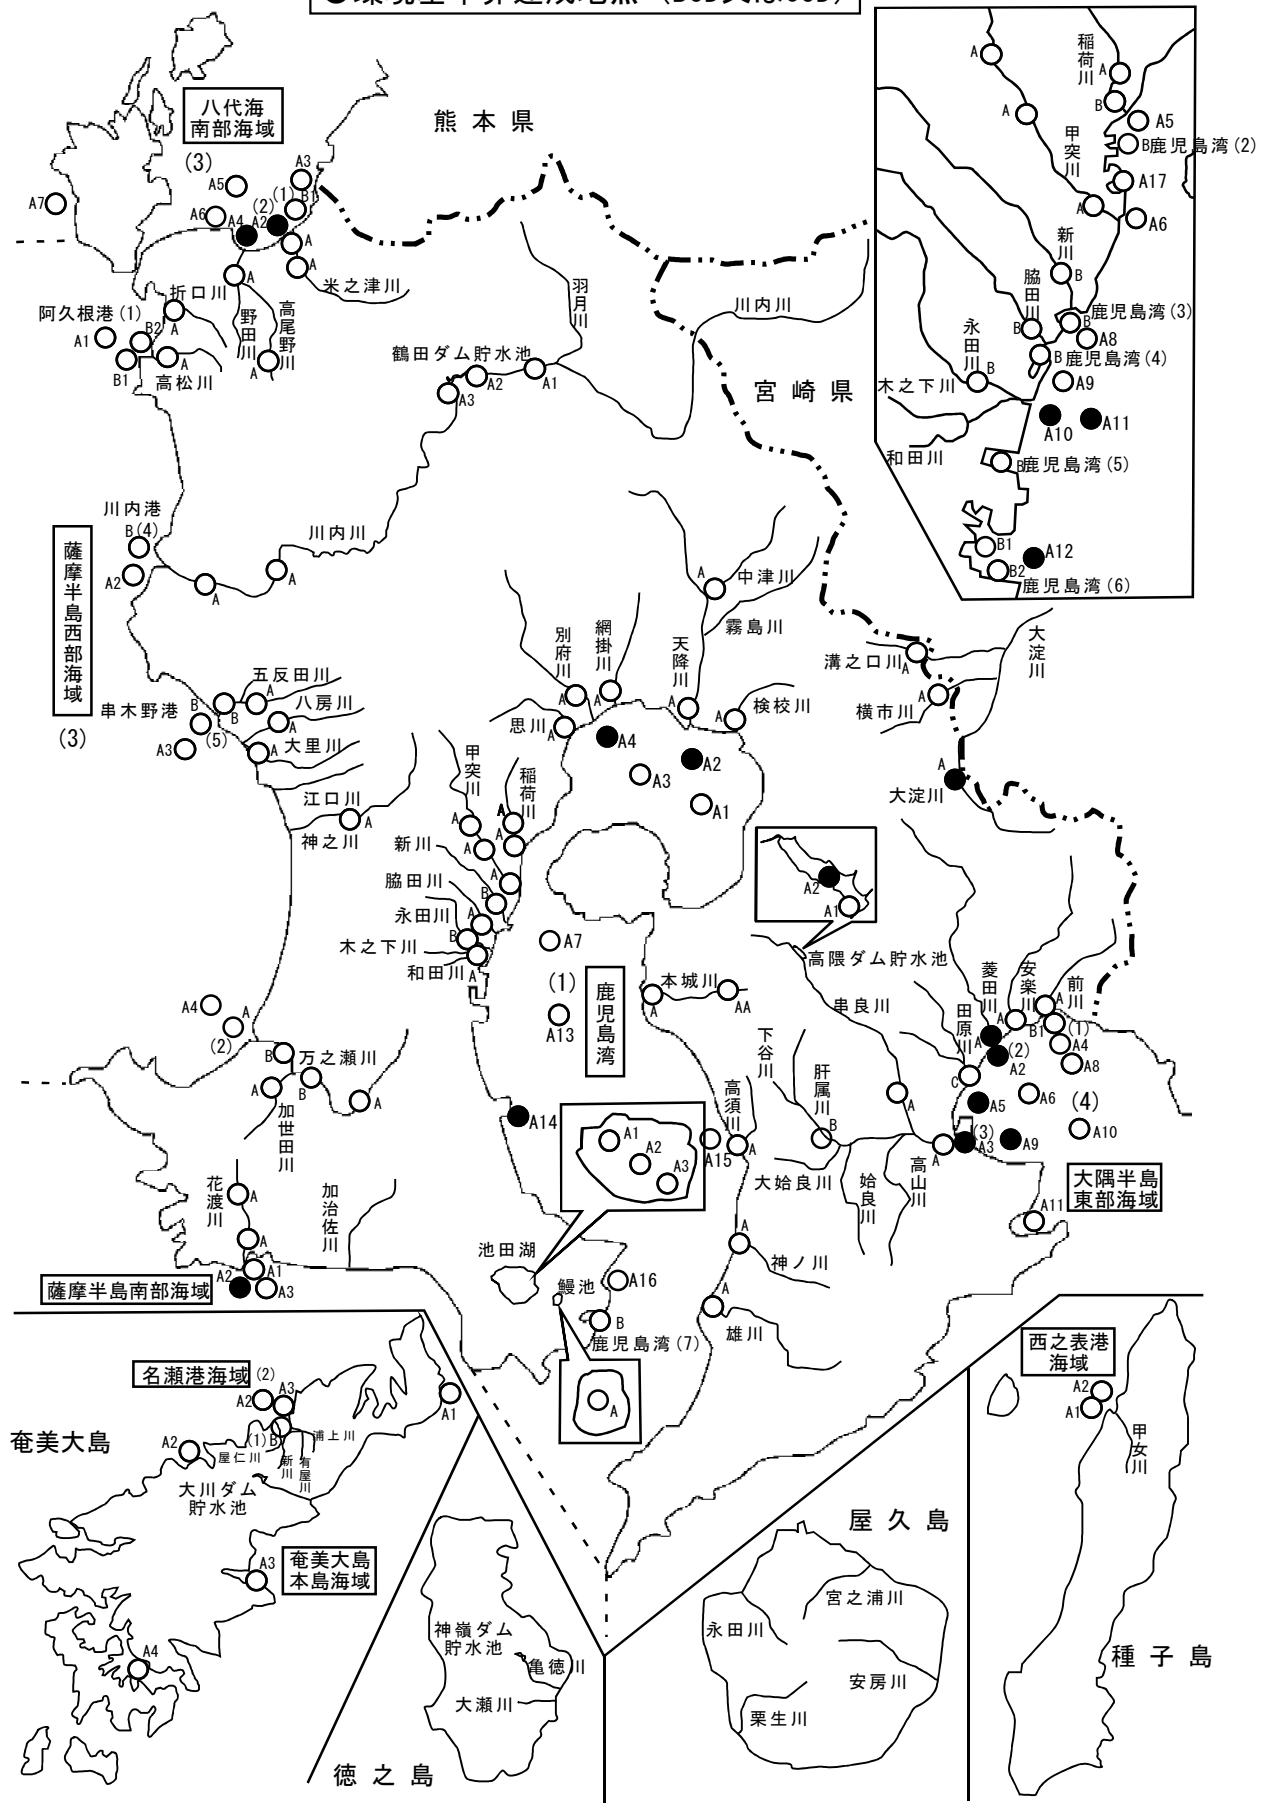 ●環境基準非達成地点 (BOD又はCOD)
八代海
南部海域
(3)
熊本県
A7
A5
A6
A4
(2)
A2
(1)
A3
B1
A
A
A
米之津川
折口川
A
野田川
高尾野川
A
阿久根港(1)
A1
B2
B1
A
高松川
羽月川
川内川
鶴田ダム貯水池
A3
A2
A1
宮崎県
稲荷川
A
A
A
B
A5
B鹿児島湾(2)
甲突川
A17
A
A6
新川
B
脇田川
B
鹿児島湾(3)
B
A8
永田川
B
B鹿児島湾(4)
A9
木之下川
A10
A11
和田川
B鹿児島湾(5)
B1
A12
B2
鹿児島湾(6)
川内港
B(4)
A2
川内川
A
A
薩摩半島西部海域
(3)
五反田川
A
B
八房川
A
串木野港
B
(5)
A3
A
大里川
江口川
A
神之川
別府川
A
網掛川
A
天降川
A
A
中津川
霧島川
検校川
A
思川
A
A4
A3
A2
A1
溝之口川
A
大淀川
横市川
A
A
大淀川
甲突川
稲荷川
A
A
A
A
A
新川
B
脇田川
A
永田川
B
木之下川
和田川
A
A7
(1)
A13
鹿児島湾
本城川
A
AA
A2
A1
高隈ダム貯水池
串良川
菱田川
安楽川
前川
田原川
A
A
A
B1
(1)
A4
A8
(2)
A2
C
A5
A6
(4)
A10
A9
(3)
A3
A
A
下谷川
肝属川
B
高須川
A
A15
大姶良川
姶良川
高山川
大隅半島
東部海域
A11
A4
A
(2)
B
万之瀬川
A
B
A
加世田川
A14
A1
A2
A3
花渡川
A
A
加治佐川
A2
A1
A3
薩摩半島南部海域
池田湖
鰻池
A16
B
鹿児島湾(7)
A
A
神ノ川
A
雄川
名瀬港海域
(2)
A2
A3
A1
奄美大島
A2
(1)
B
浦上川
屋仁川
新川
有屋川
大川ダム
貯水池
A3
奄美大島
本島海域
A4
神嶺ダム
貯水池
亀徳川
大瀬川
徳之島
屋久島
宮之浦川
永田川
安房川
栗生川
西之表港
海域
A2
A1
甲女川
種子島